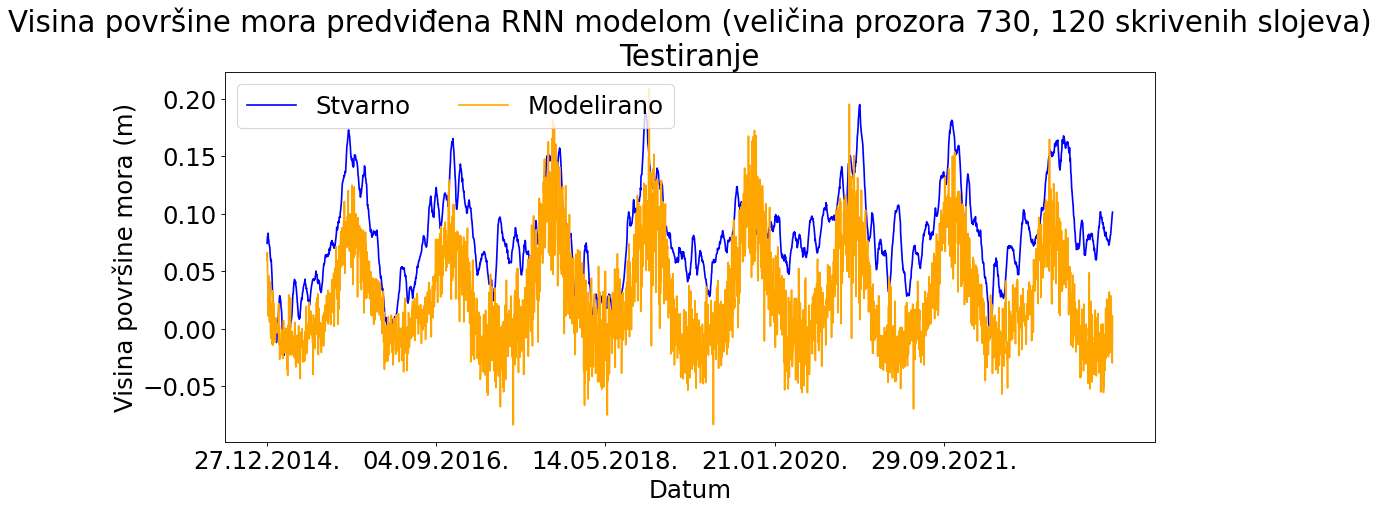 Visina površine mora predviđena RNN modelom (veličina prozora 730, 120 skrivenih slojeva)
Testiranje
Stvarno
Modelirano
Visina površine mora (m)
0.20
0.15
0.10
0.05
0.00
−0.05
27.12.2014.
04.09.2016.
14.05.2018.
21.01.2020.
29.09.2021.
Datum